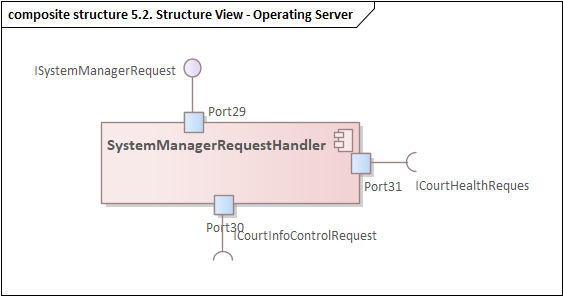 composite structure 5.2. Structure View - Operating Server
ISystemManagerRequest
Port29
SystemManagerRequestHandler
Port31
ICourtHealthReques
Port30
ICourtInfoControlRequest